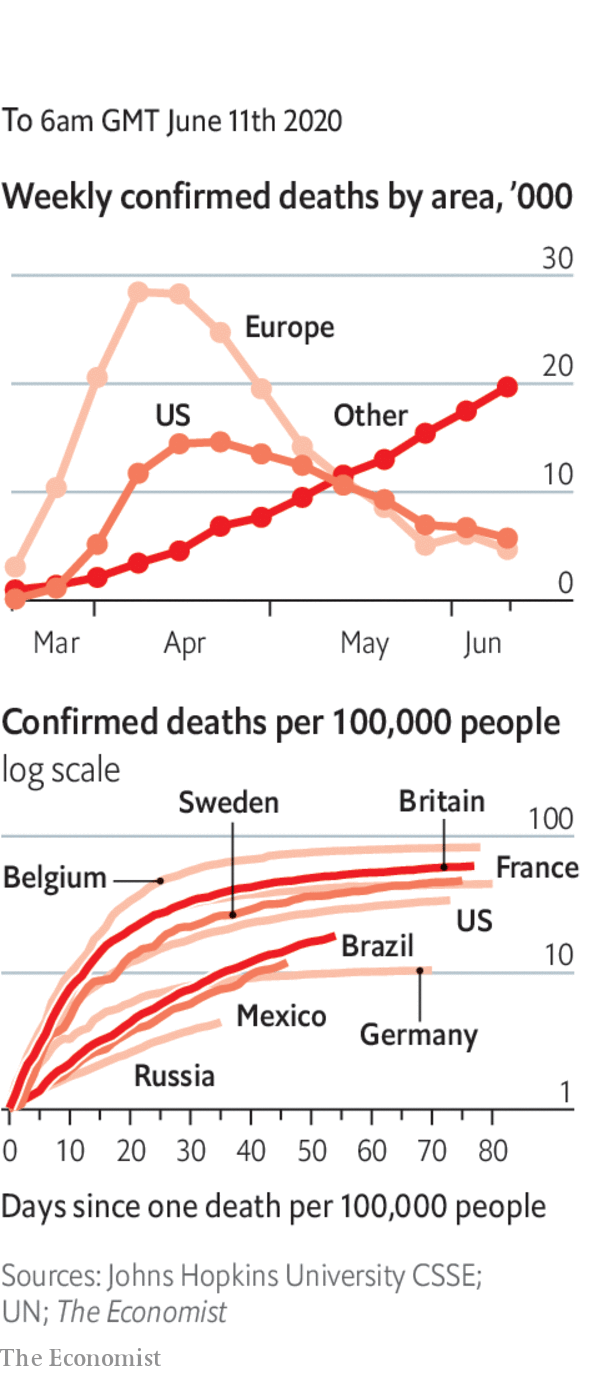 To 6am GMT June 11th 2020
Weekly confirmed deaths by area, ’000
30
Europe
20
US
Other
10
0
Mar Apr May Jun
Confirmed deaths per 100,000 people
log scale
Sweden Britain
100
Belgium
France
US
Brazil
10
Mexico
Germany
Russia
1
0 10 20 30 40 50 60 70 80
Days since one death per 100,000 people
Sources: Johns Hopkins University CSSE;
UN; The Economist
The Economist